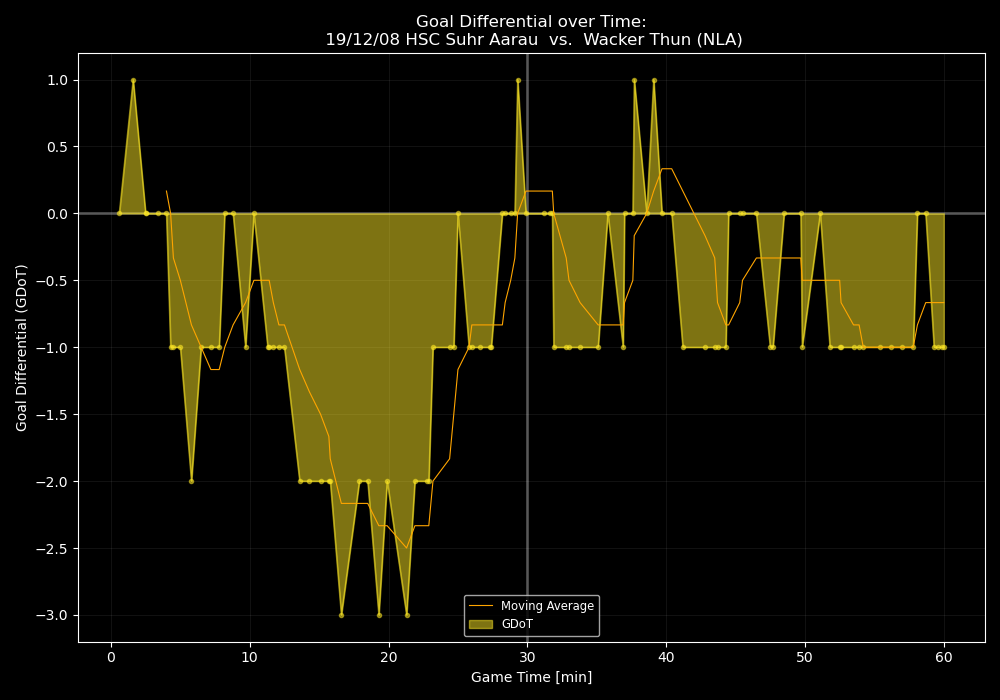 Goal Differential over Time:
19/12/08 HSC Suhr Aarau  vs.  Wacker Thun (NLA)
Goal Differential (GDoT)
1.0
0.5
0.0
−0.5
−1.0
−1.5
−2.0
−2.5
−3.0
Moving Average
GDoT
0 10 20 30 40 50 60
Game Time [min]